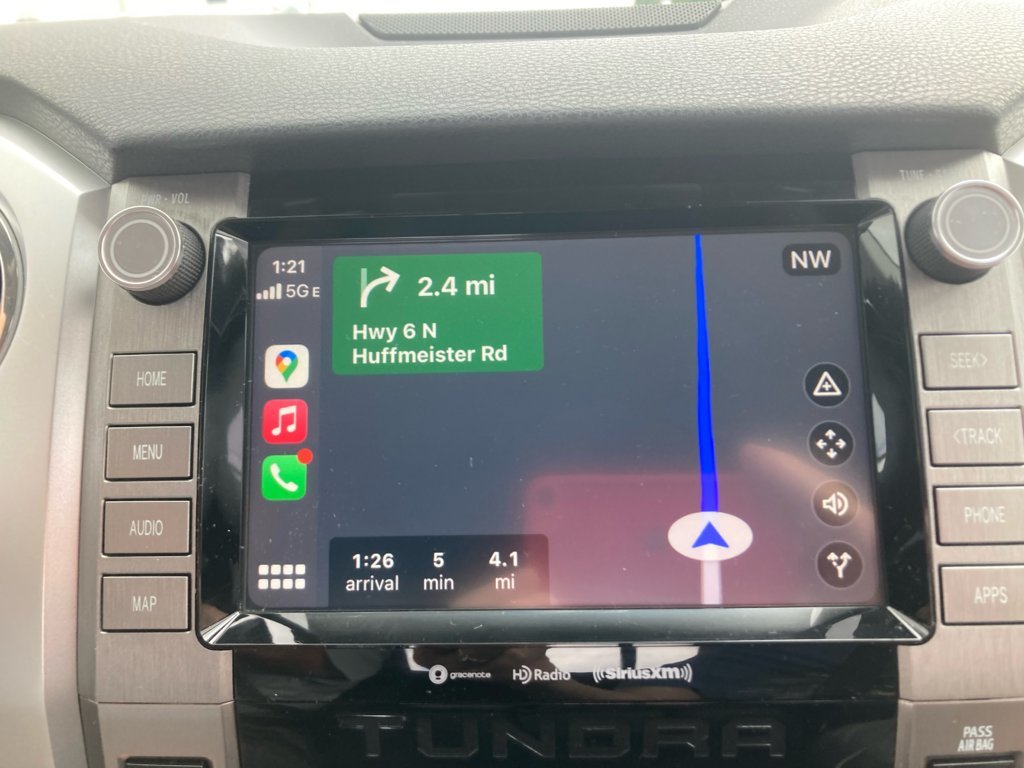 PWR·VOL
1:21
5G E
2.4 mi
Hwy 6 N
Huffmeister Rd
NW
1:26 5 4.1
arrival min mi
HOME
MENU
AUDIO
MAP
SEEK>
<TRACK
PHONE
APPS
gracenote HD Radio ((SiriusXM))
TUNDRA
PASS
AIR BAG